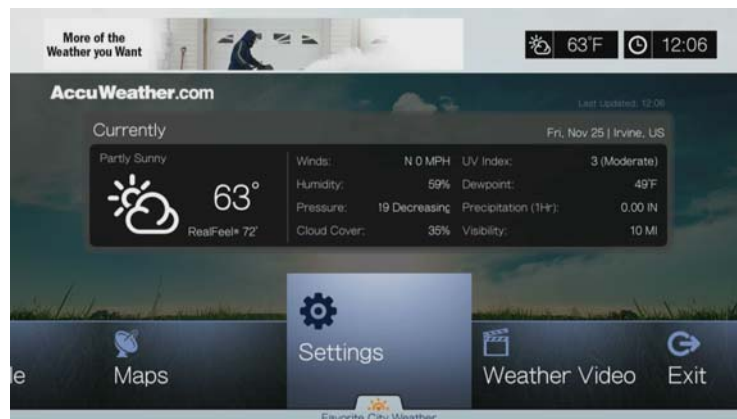 More of the
Weather you Want
63°F 12:06
AccuWeather.com
Last Updated: 12:06
Currently
Fri, Nov 25 | Irvine, US
Partly Sunny
63°
RealFeel® 72°
Winds: N 0 MPH UV Index: 3 (Moderate)
Humidity: 59% Dewpoint: 49°F
Pressure: 19 Decreasing Precipitation (1Hr): 0.00 IN
Cloud Cover: 35% Visibility: 10 MI
le Maps Settings Weather Video Exit
Favorite City Weather